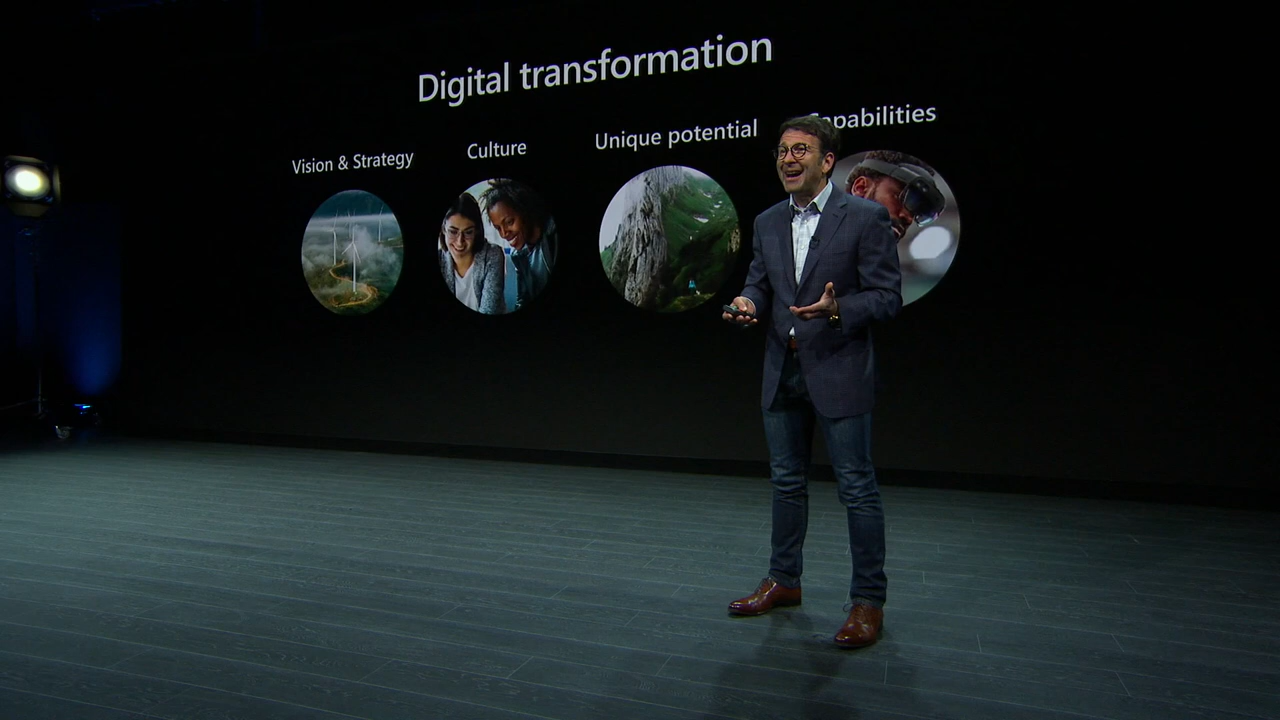 Digital transformation
Vision & Strategy
Culture
Unique potential
Capabilities